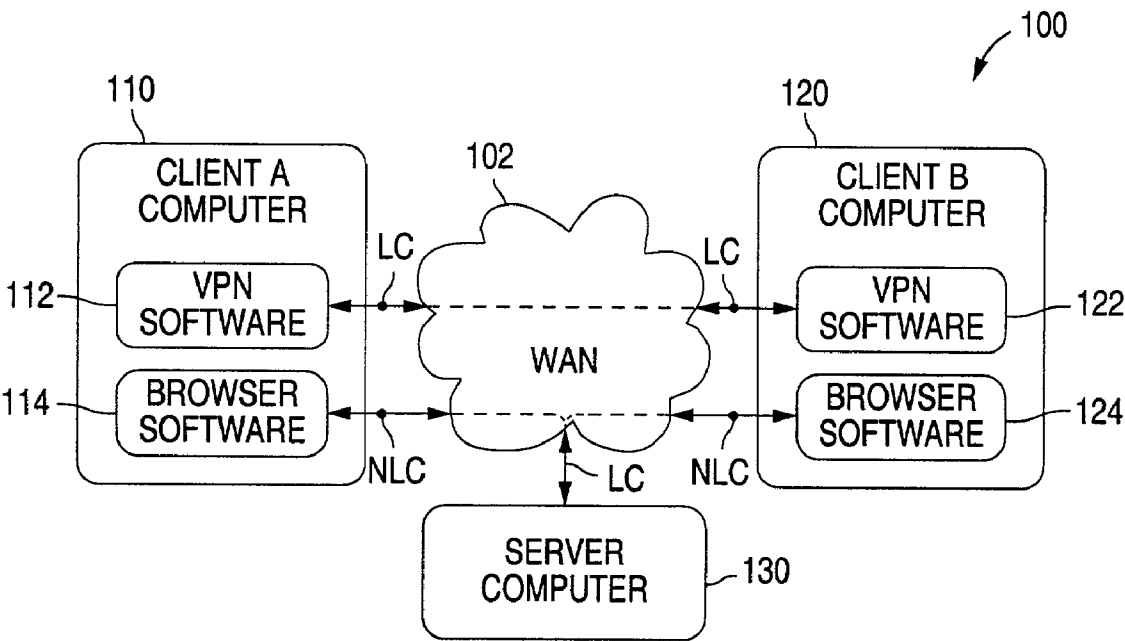 100
110
120
102
CLIENT A
COMPUTER
CLIENT B
COMPUTER
LC
LC
112
VPN
SOFTWARE
VPN
SOFTWARE
122
WAN
114
BROWSER
SOFTWARE
BROWSER
SOFTWARE
124
NLC
LC
NLC
SERVER
COMPUTER
130